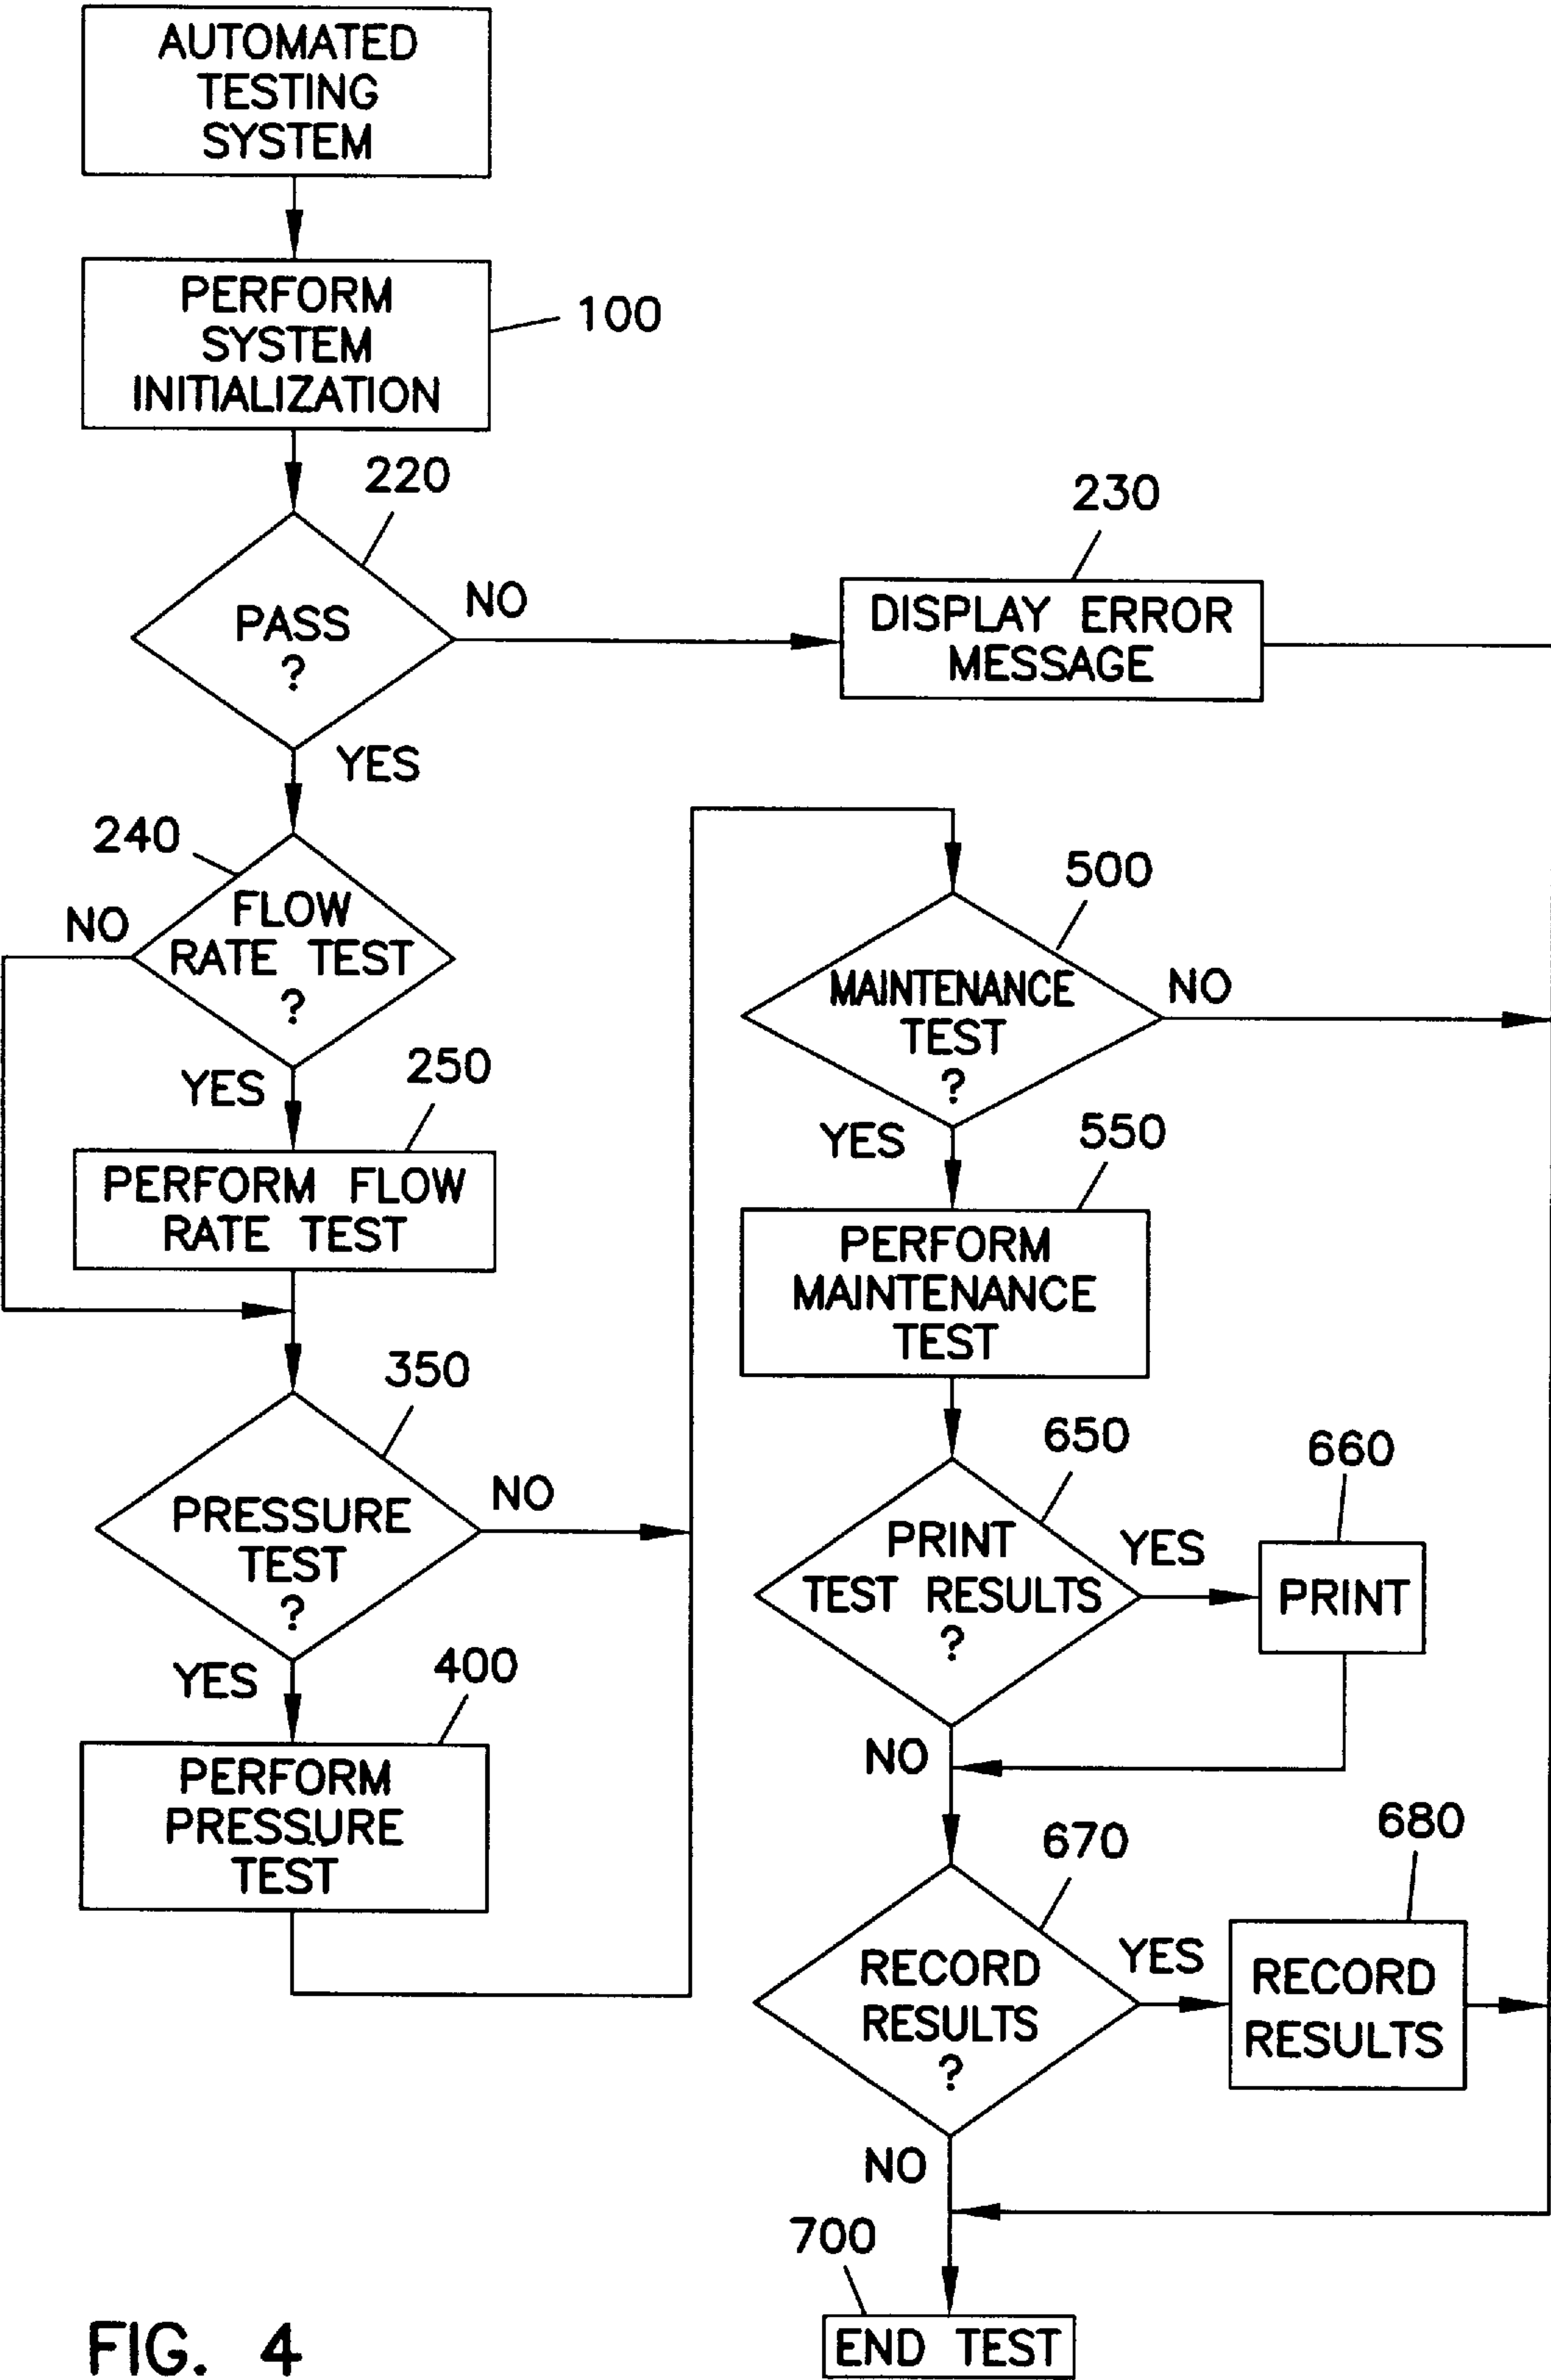 AUTOMATED
TESTING
SYSTEM
PERFORM
SYSTEM
INITIALIZATION
100
220
PASS
?
NO
230
DISPLAY ERROR
MESSAGE
YES
240
NO
FLOW
RATE TEST
?
YES
250
PERFORM FLOW
RATE TEST
350
PRESSURE
TEST
?
NO
YES
400
PERFORM
PRESSURE
TEST
500
MAINTENANCE
TEST
?
NO
YES
550
PERFORM
MAINTENANCE
TEST
650
PRINT
TEST RESULTS
?
YES
660
PRINT
NO
670
RECORD
RESULTS
?
YES
680
RECORD
RESULTS
NO
700
END TEST
FIG. 4